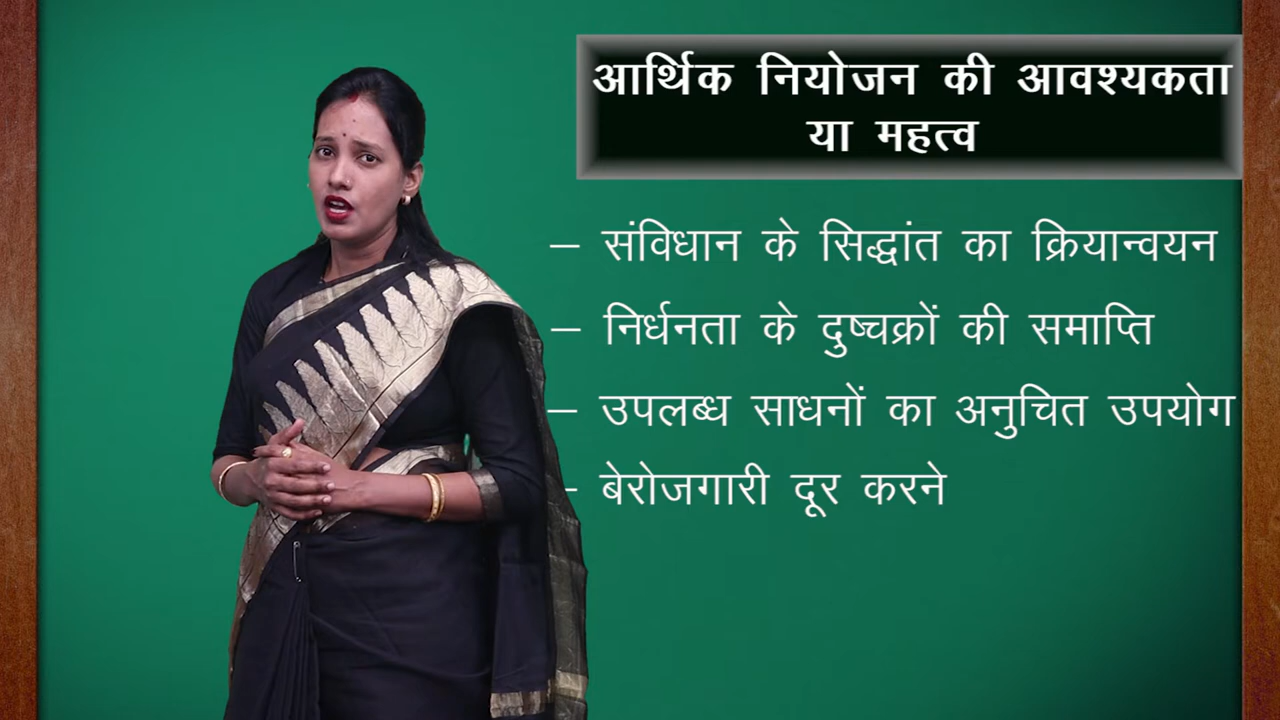 आर्थिक नियोजन की आवश्यकता
या महत्व
– संविधान के सिद्धांत का क्रियान्वयन
– निर्धनता के दुष्चक्रों की समाप्ति
– उपलब्ध साधनों का अनुचित उपयोग
- बेरोजगारी दूर करने